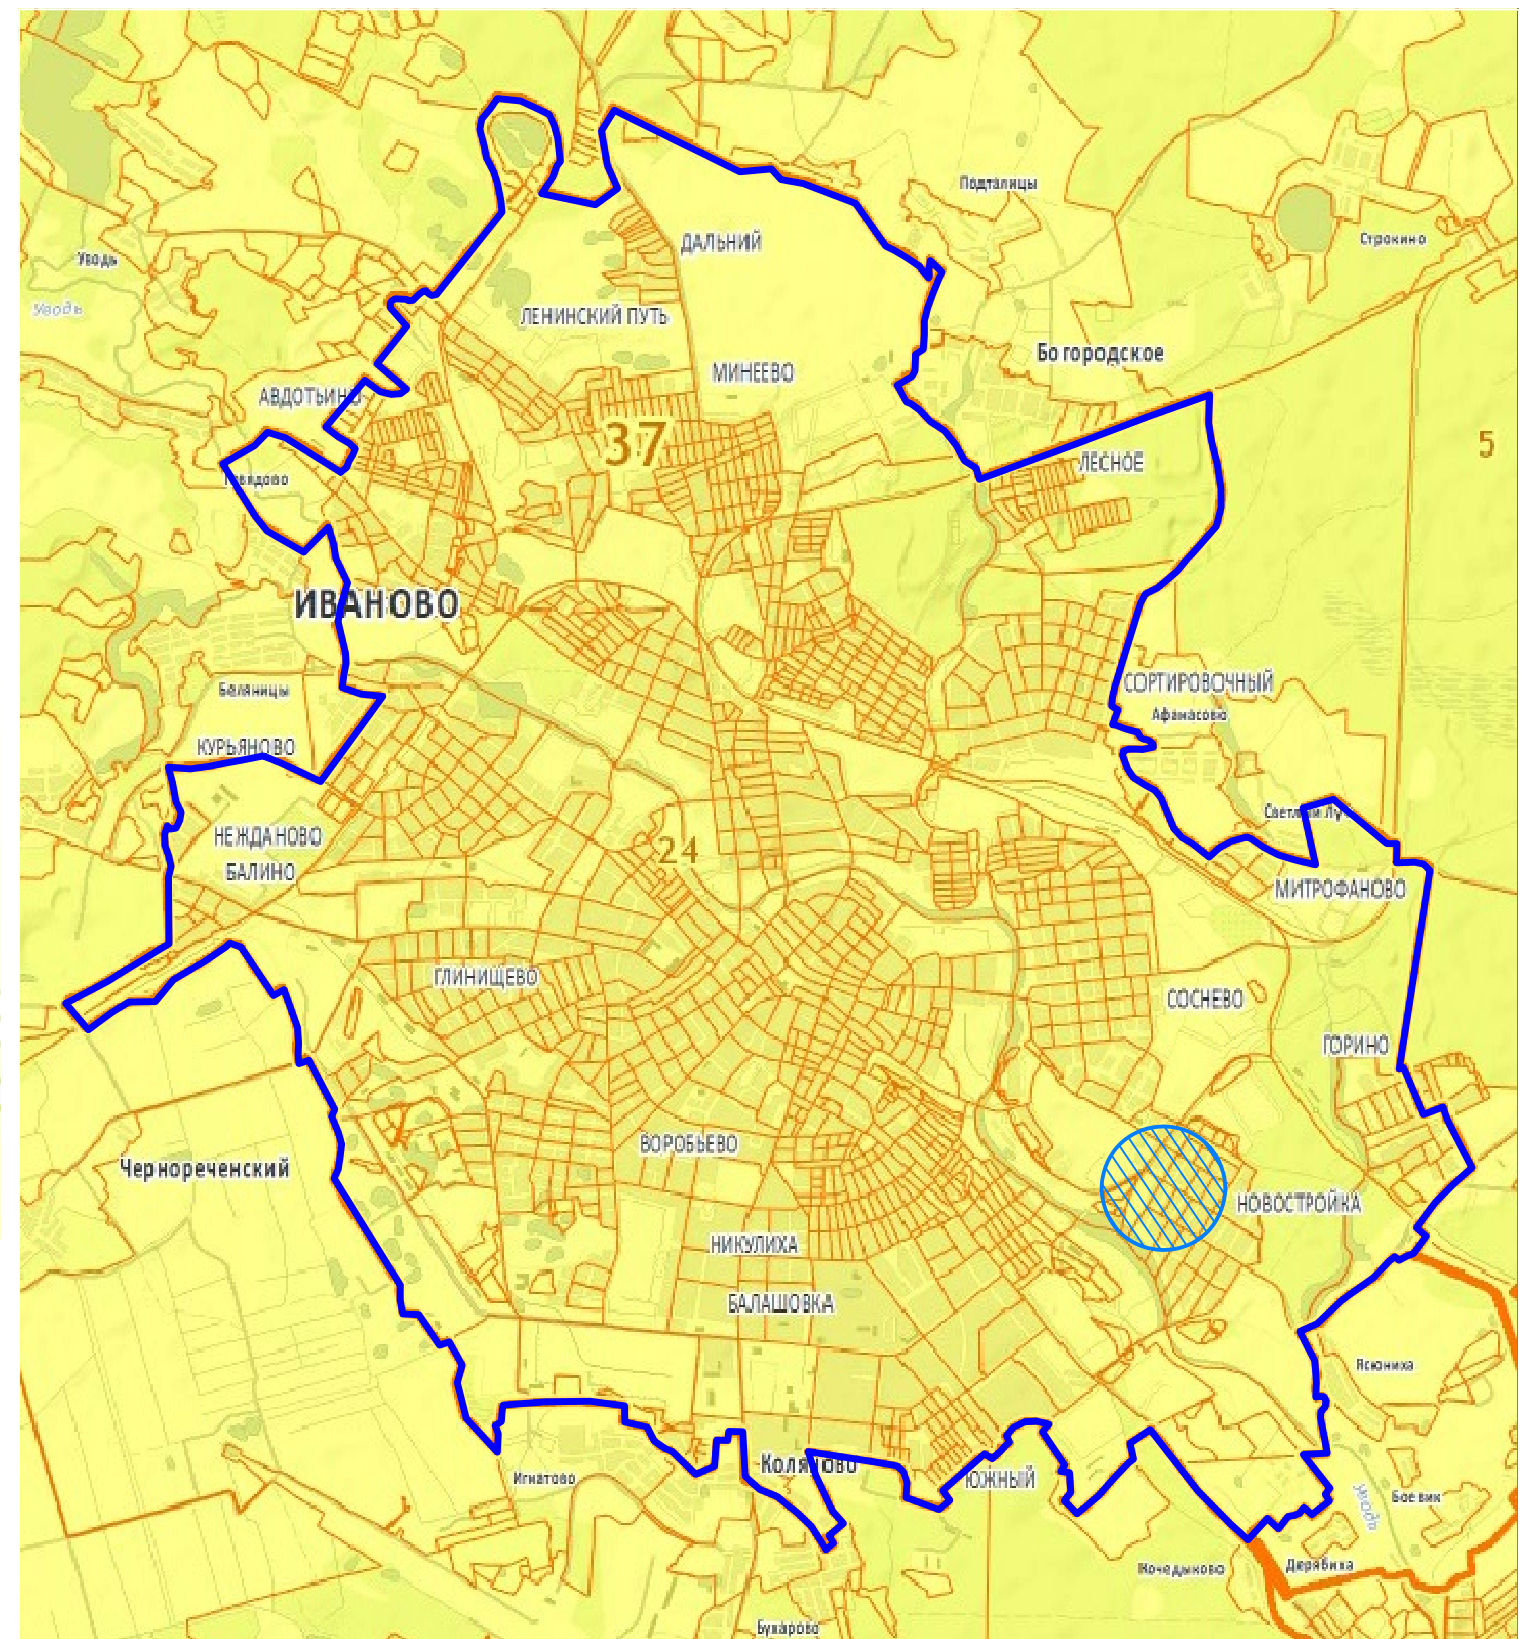 Подталицы
ДАЛЬНИЙ
Строкино
Уводь
Уводь
ЛЕНИНСКИЙ ПУТЬ
Богородское
МИНЕЕВО
АВДОТЬИНО
37
5
ЛЕСНОЕ
ИВАНОВО
СОРТИРОВОЧНЫЙ
Беляницы
Афанасово
КУРЬЯНОВО
Светлый Луч
НЕЖДАНОВО
24
БАЛИНО
МИТРОФАНОВО
ГЛИНИЩЕВО
СОСНЕВО
ГОРИНО
ВОРОБЬЕВО
Чернореченский
НОВОСТРОЙКА
НИКУЛИХА
БАЛАШОВКА
Ясюниха
Коляново
Игнатово
ЮЖНЫЙ
Боевик
Уводь
Кочедыково
Дерябиха
Бухарово